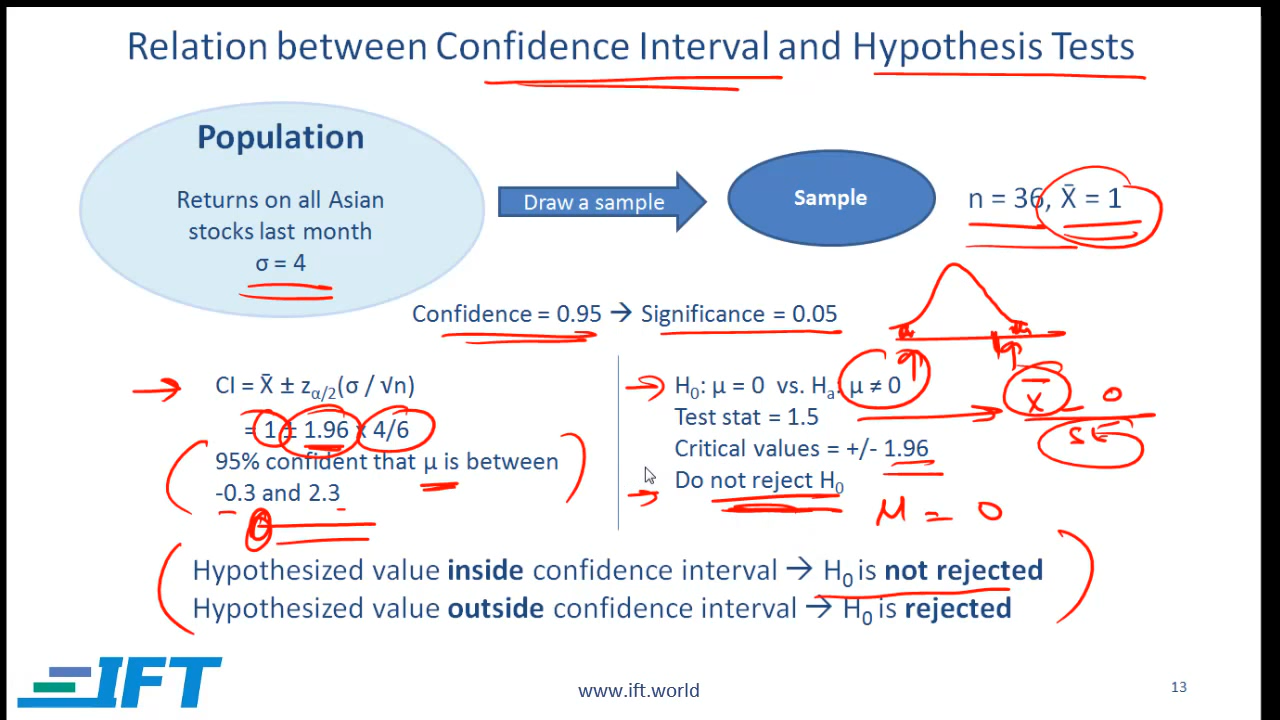 Relation between Confidence Interval and Hypothesis Tests
Population
Returns on all Asian
stocks last month
σ = 4
Draw a sample
Sample
n = 36, X̄ = 1
Confidence = 0.95 → Significance = 0.05
CI = X̄ ± zα/2(σ / √n)
= 1 ± 1.96 x 4/6
95% confident that μ is between
-0.3 and 2.3
0
H0: μ = 0 vs. Ha: μ ≠ 0
Test stat = 1.5
Critical values = +/- 1.96
Do not reject H0
X̄ - 0
SE
μ = 0
Hypothesized value inside confidence interval → H0 is not rejected
Hypothesized value outside confidence interval → H0 is rejected
IFT
www.ift.world
13